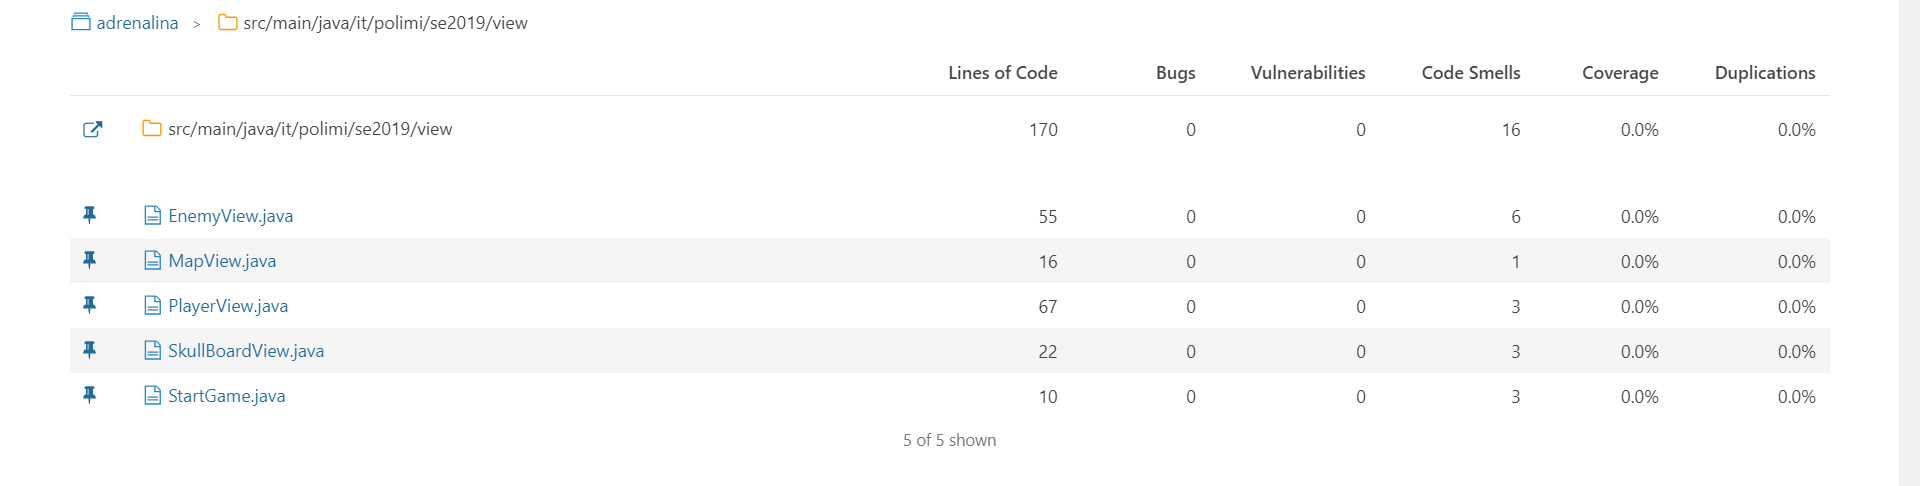 adrenalina > src/main/java/it/polimi/se2019/view
Lines of Code Bugs Vulnerabilities Code Smells Coverage Duplications
src/main/java/it/polimi/se2019/view 170 0 0 16 0.0% 0.0%
EnemyView.java 55 0 0 6 0.0% 0.0%
MapView.java 16 0 0 1 0.0% 0.0%
PlayerView.java 67 0 0 3 0.0% 0.0%
SkullBoardView.java 22 0 0 3 0.0% 0.0%
StartGame.java 10 0 0 3 0.0% 0.0%
5 of 5 shown